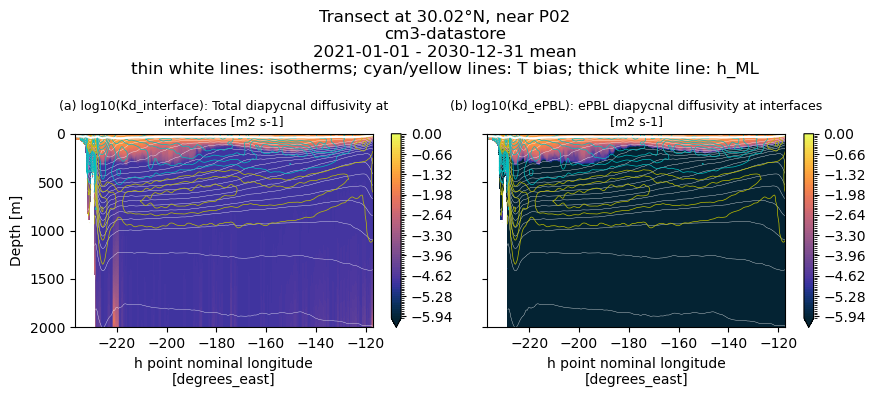 Transect at 30.02°N, near P02
cm3-datastore
2021-01-01 - 2030-12-31 mean
thin white lines: isotherms; cyan/yellow lines: T bias; thick white line: h_ML
(a) log10(Kd_interface): Total diapycnal diffusivity at
interfaces [m2 s-1]
(b) log10(Kd_ePBL): ePBL diapycnal diffusivity at interfaces
[m2 s-1]
Depth [m]
0
500
1000
1500
2000
−220
−200
−180
−160
−140
−120
h point nominal longitude
[degrees_east]
0.00
−0.66
−1.32
−1.98
−2.64
−3.30
−3.96
−4.62
−5.28
−5.94
−220
−200
−180
−160
−140
−120
h point nominal longitude
[degrees_east]
0.00
−0.66
−1.32
−1.98
−2.64
−3.30
−3.96
−4.62
−5.28
−5.94